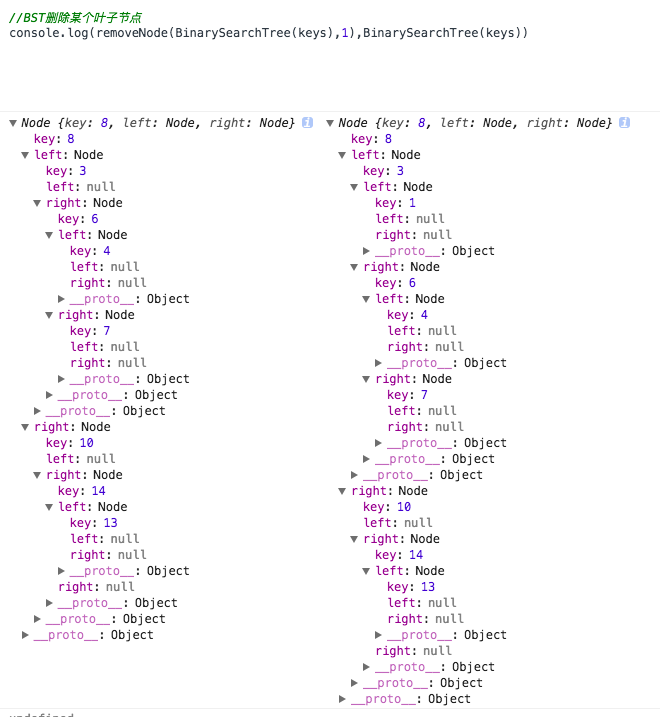 //BST删除某个叶子节点
console.log(removeNode(BinarySearchTree(keys),1),BinarySearchTree(keys))
Node {key: 8, left: Node, right: Node}
key: 8
left: Node
key: 3
left: null
right: Node
key: 6
left: Node
key: 4
left: null
right: null
__proto__: Object
right: Node
key: 7
left: null
right: null
__proto__: Object
__proto__: Object
__proto__: Object
right: Node
key: 10
left: null
right: Node
key: 14
left: Node
key: 13
left: null
right: null
__proto__: Object
right: null
__proto__: Object
__proto__: Object
__proto__: Object
Node {key: 8, left: Node, right: Node}
key: 8
left: Node
key: 3
left: Node
key: 1
left: null
right: null
__proto__: Object
right: Node
key: 6
left: Node
key: 4
left: null
right: null
__proto__: Object
right: Node
key: 7
left: null
right: null
__proto__: Object
__proto__: Object
__proto__: Object
right: Node
key: 10
left: null
right: Node
key: 14
left: Node
key: 13
left: null
right: null
__proto__: Object
right: null
__proto__: Object
__proto__: Object
__proto__: Object
undefined